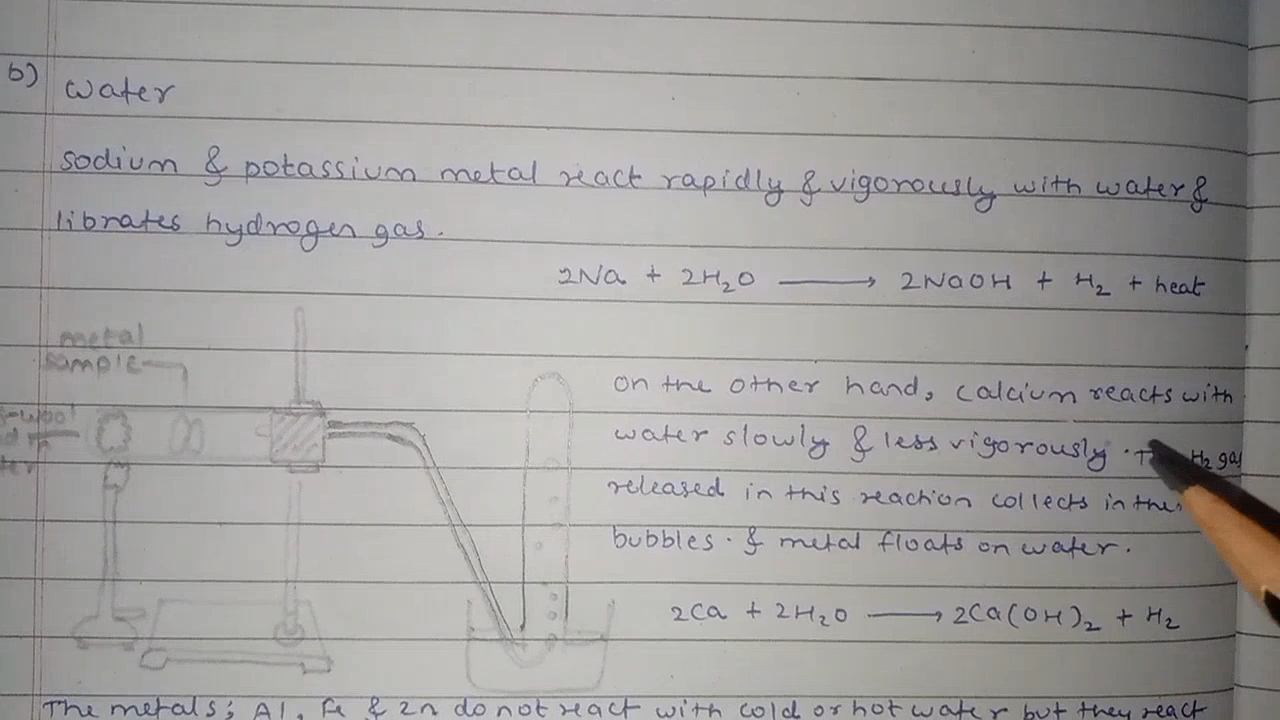 b) water
sodium & potassium metal react rapidly & vigorously with water &
librates hydrogen gas.
2Na + 2H₂O ⟶ 2NaOH + H₂ + heat
metal
sample
on the other hand, calcium reacts with
water slowly & less vigorously. H₂ gas
released in this reaction collects in the
bubbles. & metal floats on water.
2Ca + 2H₂O ⟶ 2Ca(OH)₂ + H₂
The metals; Al, Fe & Zn do not react with cold or hot water but they react